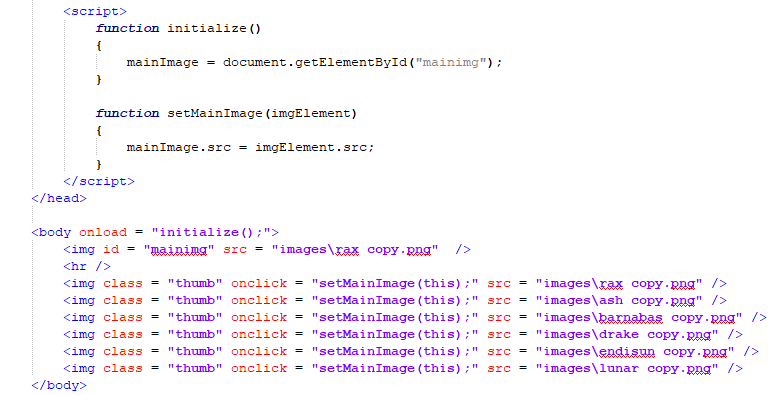 <script>
function initialize()
{
mainImage = document.getElementById("mainimg");
}
function setMainImage(imgElement)
{
mainImage.src = imgElement.src;
}
</script>
</head>
<body onload = "initialize();">
<img id = "mainimg" src = "images\rax copy.png"  />
<hr />
<img class = "thumb" onclick = "setMainImage(this);" src = "images\rax copy.png" />
<img class = "thumb" onclick = "setMainImage(this);" src = "images\ash copy.png" />
<img class = "thumb" onclick = "setMainImage(this);" src = "images\barnabas copy.png" />
<img class = "thumb" onclick = "setMainImage(this);" src = "images\drake copy.png" />
<img class = "thumb" onclick = "setMainImage(this);" src = "images\endisun copy.png" />
<img class = "thumb" onclick = "setMainImage(this);" src = "images\lunar copy.png" />
</body>